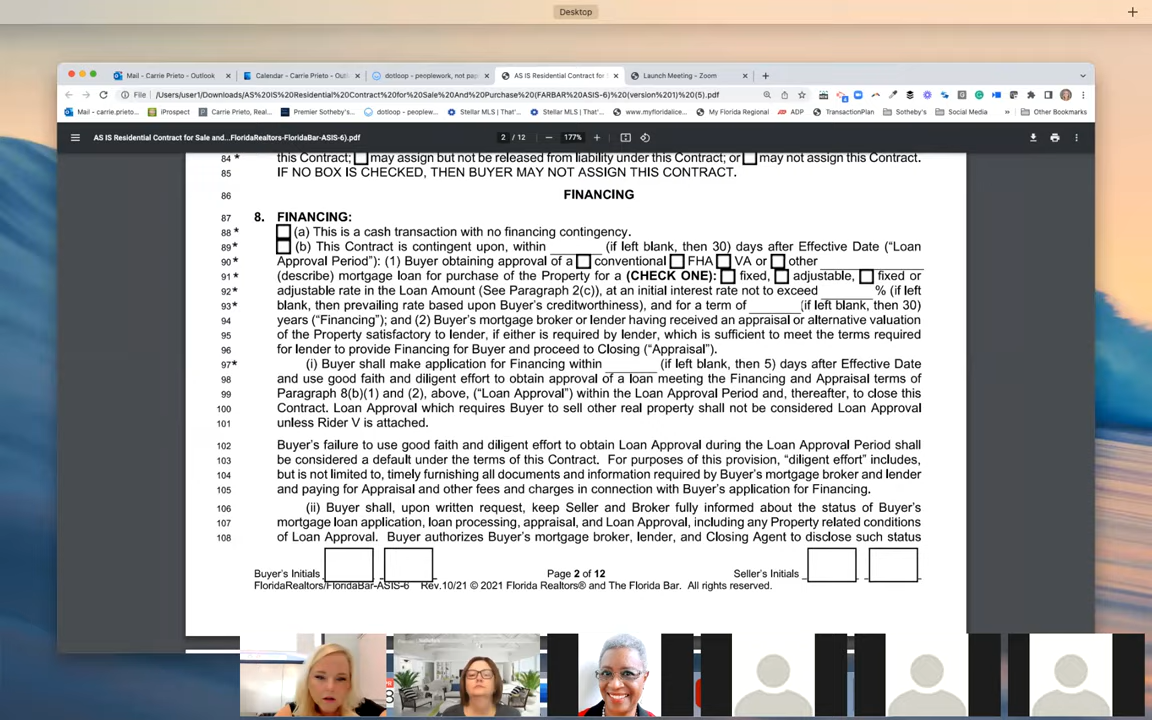 Desktop
Mail - Carrie Prieto - Outlook
Calendar - Carrie Prieto - Out
dotloop - peoplework, not pap
AS IS Residential Contract for
Launch Meeting - Zoom
File /Users/user1/Downloads/AS%20IS%20Residential%20Contract%20for%20Sale%20And%20Purchase%20(FARBAR%20ASIS-6)%20(version%201)%20(5).pdf
Mail - carrie.prieto... iProspect Carrie Prieto, Real... Premier Sotheby's... dotloop - peoplew... Stellar MLS | That'... Stellar MLS | That'... www.myfloridalice... My Florida Regional ADP TransactionPlan Sotheby's Social Media » Other Bookmarks
AS IS Residential Contract for Sale and...FloridaRealtors-FloridaBar-ASIS-6).pdf 2 / 12 177%
84* this Contract; may assign but not be released from liability under this Contract; or may not assign this Contract.
85 IF NO BOX IS CHECKED, THEN BUYER MAY NOT ASSIGN THIS CONTRACT.
86 FINANCING
87 8. FINANCING:
88* (a) This is a cash transaction with no financing contingency.
89* (b) This Contract is contingent upon, within ______ (if left blank, then 30) days after Effective Date (“Loan
90* Approval Period”): (1) Buyer obtaining approval of a conventional FHA VA or other ______
91* (describe) mortgage loan for purchase of the Property for a (CHECK ONE): fixed, adjustable, fixed or
92* adjustable rate in the Loan Amount (See Paragraph 2(c)), at an initial interest rate not to exceed ______ % (if left
93* blank, then prevailing rate based upon Buyer’s creditworthiness), and for a term of ______(if left blank, then 30)
94 years (“Financing”); and (2) Buyer’s mortgage broker or lender having received an appraisal or alternative valuation
95 of the Property satisfactory to lender, if either is required by lender, which is sufficient to meet the terms required
96 for lender to provide Financing for Buyer and proceed to Closing (“Appraisal”).
97* (i) Buyer shall make application for Financing within ______ (if left blank, then 5) days after Effective Date
98 and use good faith and diligent effort to obtain approval of a loan meeting the Financing and Appraisal terms of
99 Paragraph 8(b)(1) and (2), above, (“Loan Approval”) within the Loan Approval Period and, thereafter, to close this
100 Contract. Loan Approval which requires Buyer to sell other real property shall not be considered Loan Approval
101 unless Rider V is attached.
102 Buyer’s failure to use good faith and diligent effort to obtain Loan Approval during the Loan Approval Period shall
103 be considered a default under the terms of this Contract. For purposes of this provision, “diligent effort” includes,
104 but is not limited to, timely furnishing all documents and information required by Buyer’s mortgage broker and lender
105 and paying for Appraisal and other fees and charges in connection with Buyer’s application for Financing.
106 (ii) Buyer shall, upon written request, keep Seller and Broker fully informed about the status of Buyer’s
107 mortgage loan application, loan processing, appraisal, and Loan Approval, including any Property related conditions
108 of Loan Approval. Buyer authorizes Buyer’s mortgage broker, lender, and Closing Agent to disclose such status
Buyer’s Initials Page 2 of 12 Seller’s Initials
FloridaRealtors/FloridaBar-ASIS-6 Rev.10/21 © 2021 Florida Realtors® and The Florida Bar. All rights reserved.